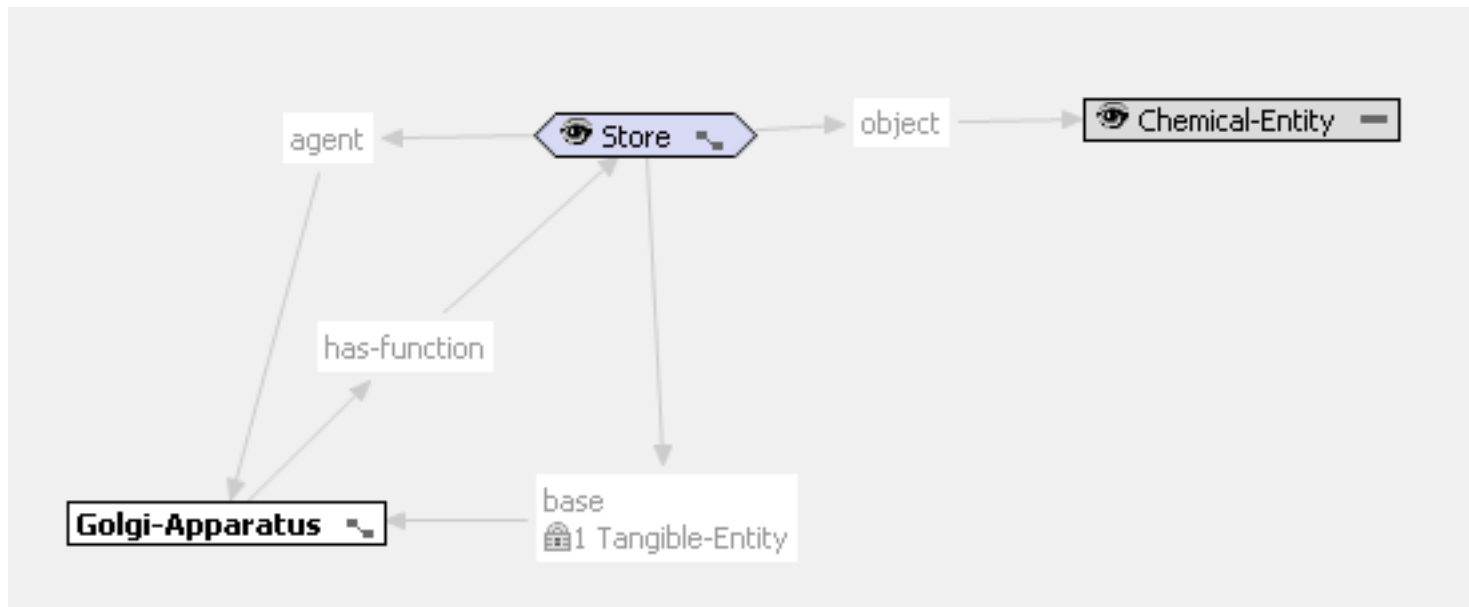 agent
Store
object
Chemical-Entity
has-function
Golgi-Apparatus
base
1 Tangible-Entity